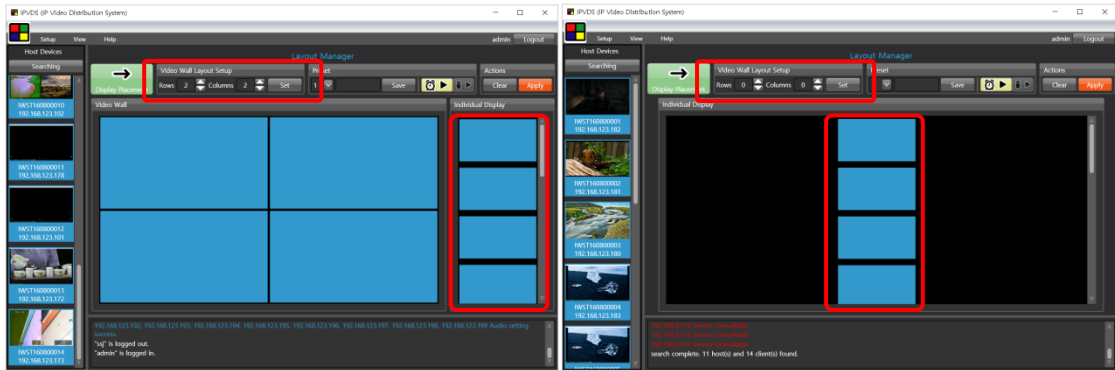 IPVDS (IP Video Distribution System)
Setup View Help
admin Logout
Host Devices
Layout Manager
Searching
Display Placement
Video Wall Layout Setup
Rows 2 Columns 2 Set
Preset
1 Save
Actions
Clear Apply
IWST160800010
192.168.123.102
IWST160800011
192.168.123.178
IWST160800012
192.168.123.101
IWST160800013
192.168.123.172
IWST160800014
192.168.123.173
Video Wall
Individual Display
192.168.123.192, 192.168.123.193, 192.168.123.194, 192.168.123.195, 192.168.123.196, 192.168.123.197, 192.168.123.198, 192.168.123.199 Audio setting
success.
"ssj" is logged out.
"admin" is logged in.
IPVDS (IP Video Distribution System)
Setup View Help
admin Logout
Host Devices
Layout Manager
Searching
Display Placement
Video Wall Layout Setup
Rows 0 Columns 0 Set
Preset
Save
Actions
Clear Apply
IWST160800001
192.168.123.182
IWST160800002
192.168.123.181
IWST160800003
192.168.123.180
IWST160800004
192.168.123.183
Individual Display
Service Unavailable
Service Unavailable
Service Unavailable
search complete. 11 host(s) and 14 client(s) found.